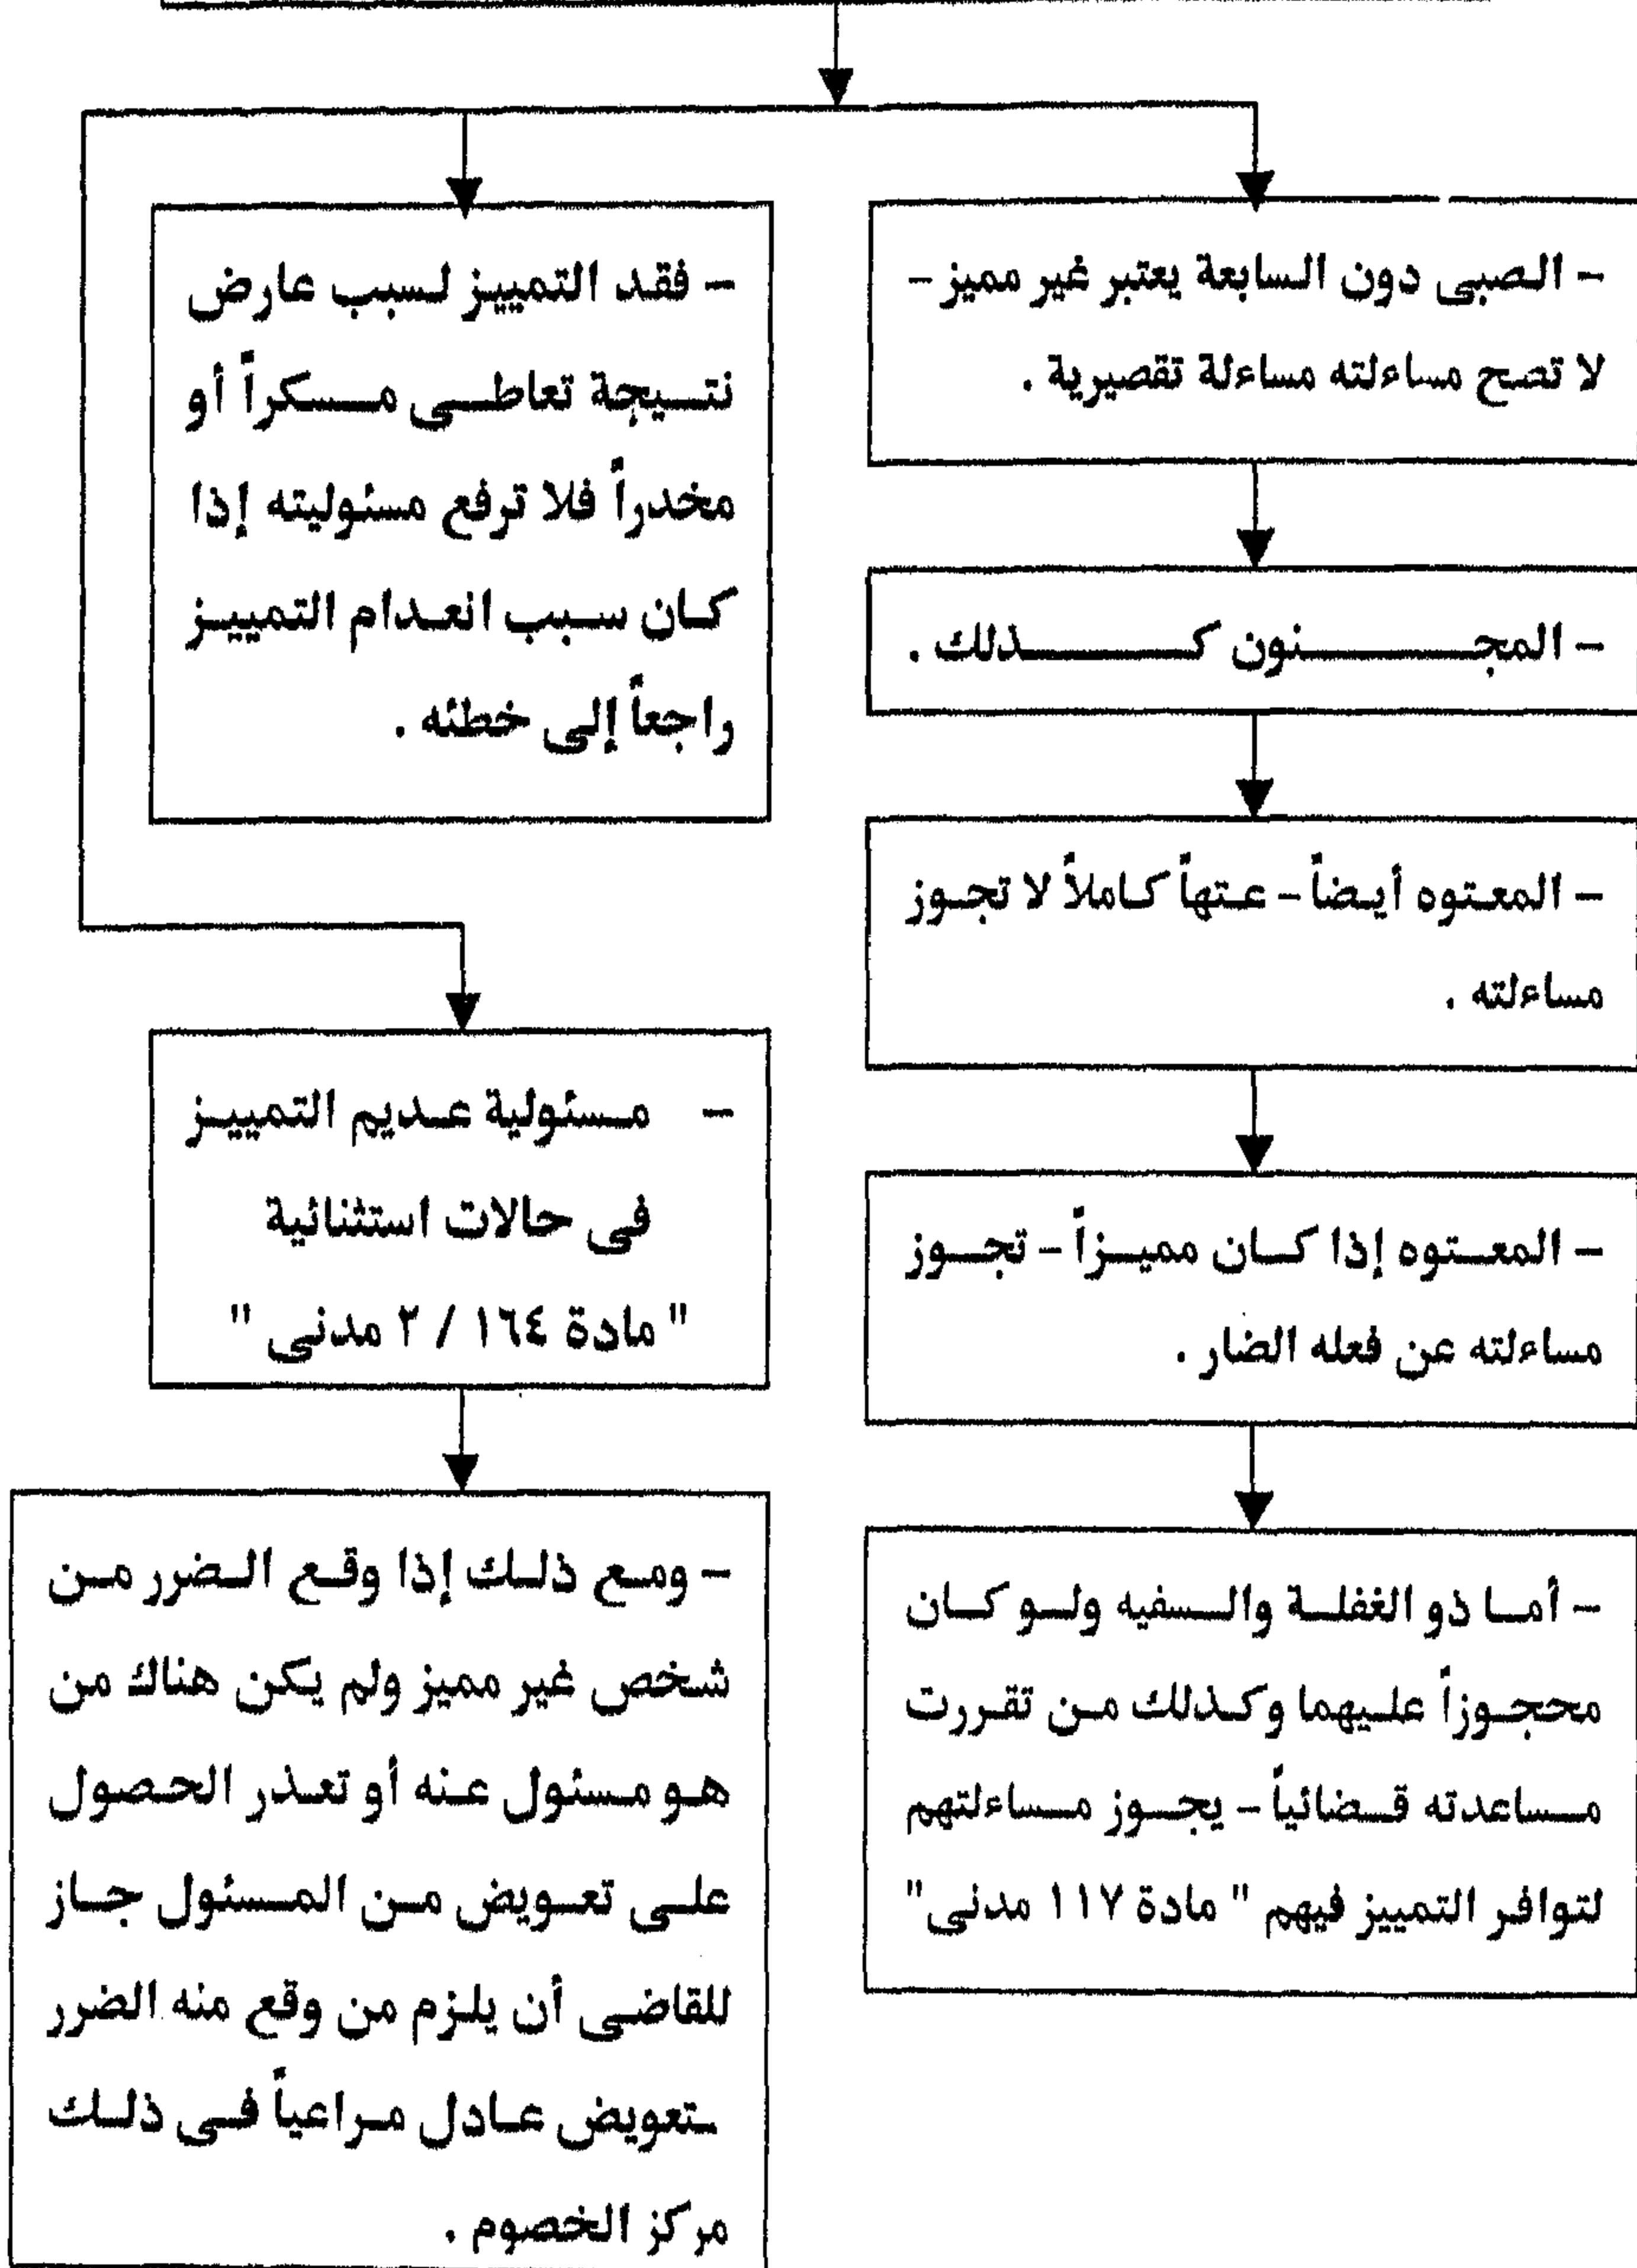 - الصبى دون السابعة يعتبر غير مميز -
لا تصح مساءلته مساءلة تقصيرية .
- المجنون كذلك .
- المعتوه أيضاً - عتهاً كاملاً لا تجوز
مساءلته .
- المعتوه إذا كان مميزاً - تجوز
مساءلته عن فعله الضار .
- أما ذو الغفلة والسفيه ولو كان
محجوزاً عليهما وكذلك من تقررت
مساعدته قضائياً - يجوز مساءلتهم
لتوافر التمييز فيهم " مادة ١١٧ مدنى "
- فقد التمييز لسبب عارض
نتيجة تعاطى مسكراً أو
مخدراً فلا ترفع مسئوليته إذا
كان سبب انعدام التمييز
راجعاً إلى خطئه .
- مسئولية عديم التمييز
فى حالات استثنائية
" مادة ١٦٤ / ٢ مدنى "
- ومع ذلك إذا وقع الضرر من
شخص غير مميز ولم يكن هناك من
هو مسئول عنه أو تعذر الحصول
على تعويض من المسئول جاز
للقاضى أن يلزم من وقع منه الضرر
بتعويض عادل مراعياً فى ذلك
مركز الخصوم .